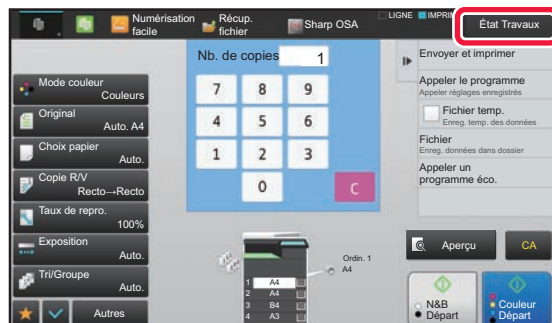 Numérisation
facile
Récup.
fichier
Sharp OSA
LIGNE
IMPRIM
État Travaux
Nb. de copies
1
7
8
9
4
5
6
1
2
3
0
C
Mode couleur
Couleurs
Original
Auto. A4
Choix papier
Auto.
Copie R/V
Recto→Recto
Taux de repro.
100%
Exposition
Auto.
Tri/Groupe
Auto.
Autres
Ordin. 1
A4
1 A4
2 A4
3 B4
4 A3
Envoyer et imprimer
Appeler le programme
Appeler réglages enregistrés
Fichier temp.
Enreg. temp. des données
Fichier
Enreg. données dans dossier
Appeler un
programme éco.
Aperçu
CA
N&B
Départ
Couleur
Départ